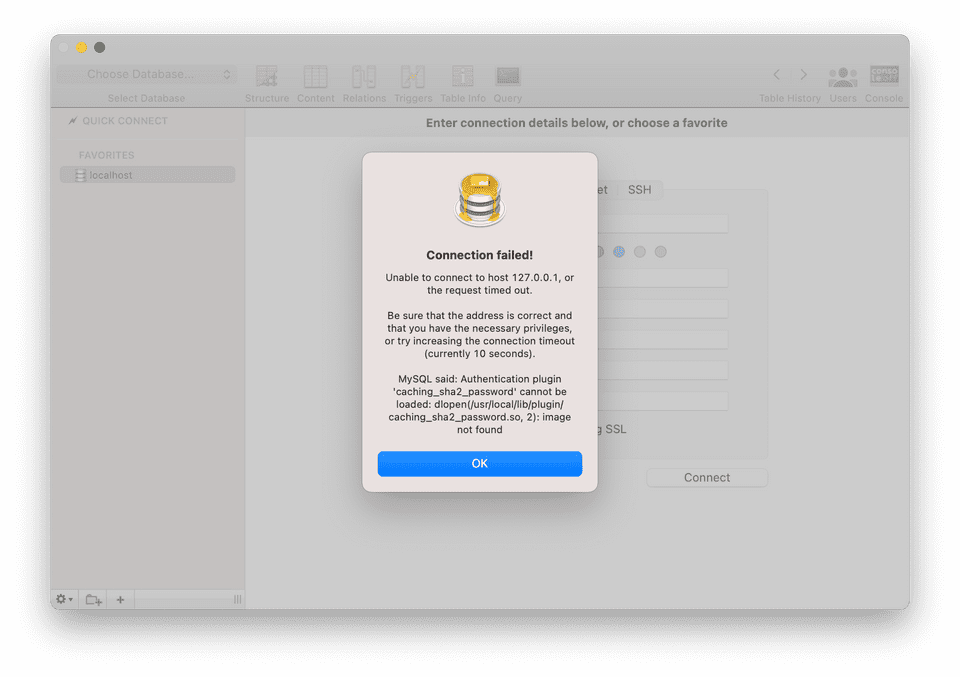 Choose Database...
Select Database
Structure
Content
Relations
Triggers
Table Info
Query
Table History
Users
Console
QUICK CONNECT
Enter connection details below, or choose a favorite
FAVORITES
localhost
SSH
Connection failed!
Unable to connect to host 127.0.0.1, or
the request timed out.
Be sure that the address is correct and
that you have the necessary privileges,
or try increasing the connection timeout
(currently 10 seconds).
MySQL said: Authentication plugin
'caching_sha2_password' cannot be
loaded: dlopen(/usr/local/lib/plugin/
caching_sha2_password.so, 2): image
not found
SSL
OK
Connect